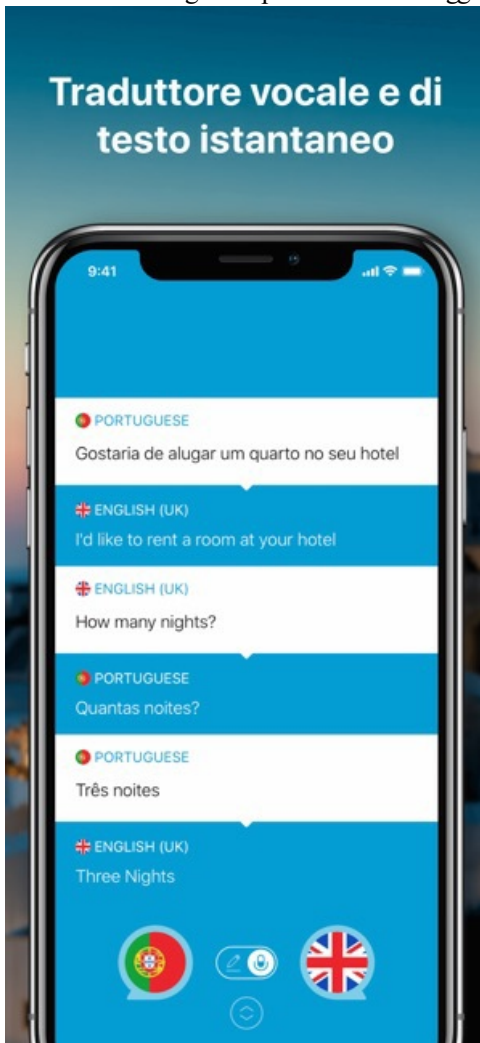 Traduttore vocale e di
testo istantaneo
9:41
PORTUGUESE
Gostaria de alugar um quarto no seu hotel
ENGLISH (UK)
I'd like to rent a room at your hotel
ENGLISH (UK)
How many nights?
PORTUGUESE
Quantas noites?
PORTUGUESE
Três noites
ENGLISH (UK)
Three Nights